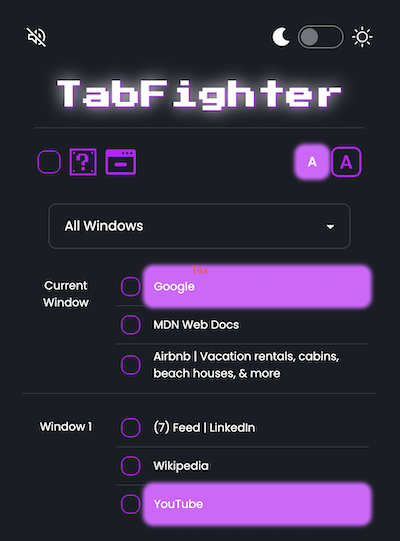 TabFighter
?
A
A
All Windows
15x
Current
Window
Google
MDN Web Docs
Airbnb | Vacation rentals, cabins,
beach houses, & more
Window 1
(7) Feed | LinkedIn
Wikipedia
YouTube